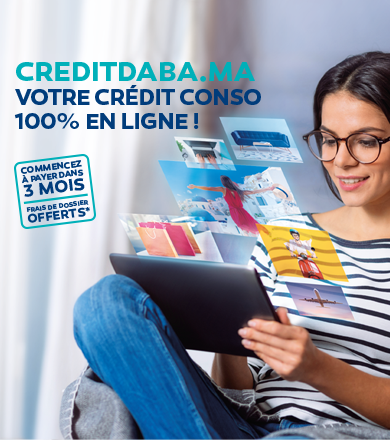 CREDITDABA.MA
VOTRE CRÉDIT CONSO
100% EN LIGNE !
COMMENCEZ
À PAYER DANS
3 MOIS
FRAIS DE DOSSIER
OFFERTS*